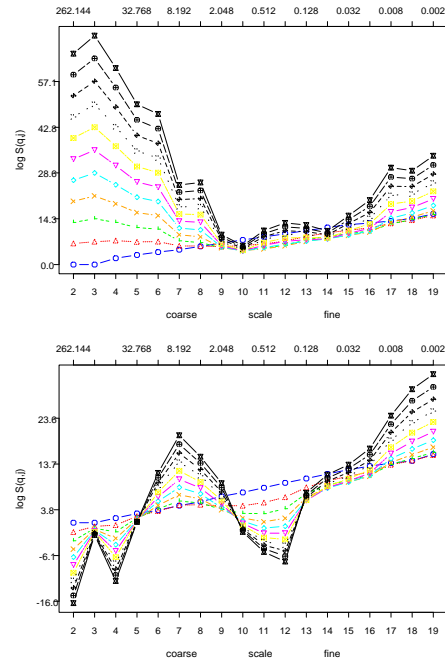 262.144 32.768 8.192 2.048 0.512 0.128 0.032 0.008 0.002
57.1
42.8
28.6
14.3
0.0
log S(q,j)
2 3 4 5 6 7 8 9 10 11 12 13 14 15 16 17 18 19
coarse scale fine
262.144 32.768 8.192 2.048 0.512 0.128 0.032 0.008 0.002
23.6
13.7
3.8
-6.1
-16.0
log S(q,j)
2 3 4 5 6 7 8 9 10 11 12 13 14 15 16 17 18 19
coarse scale fine